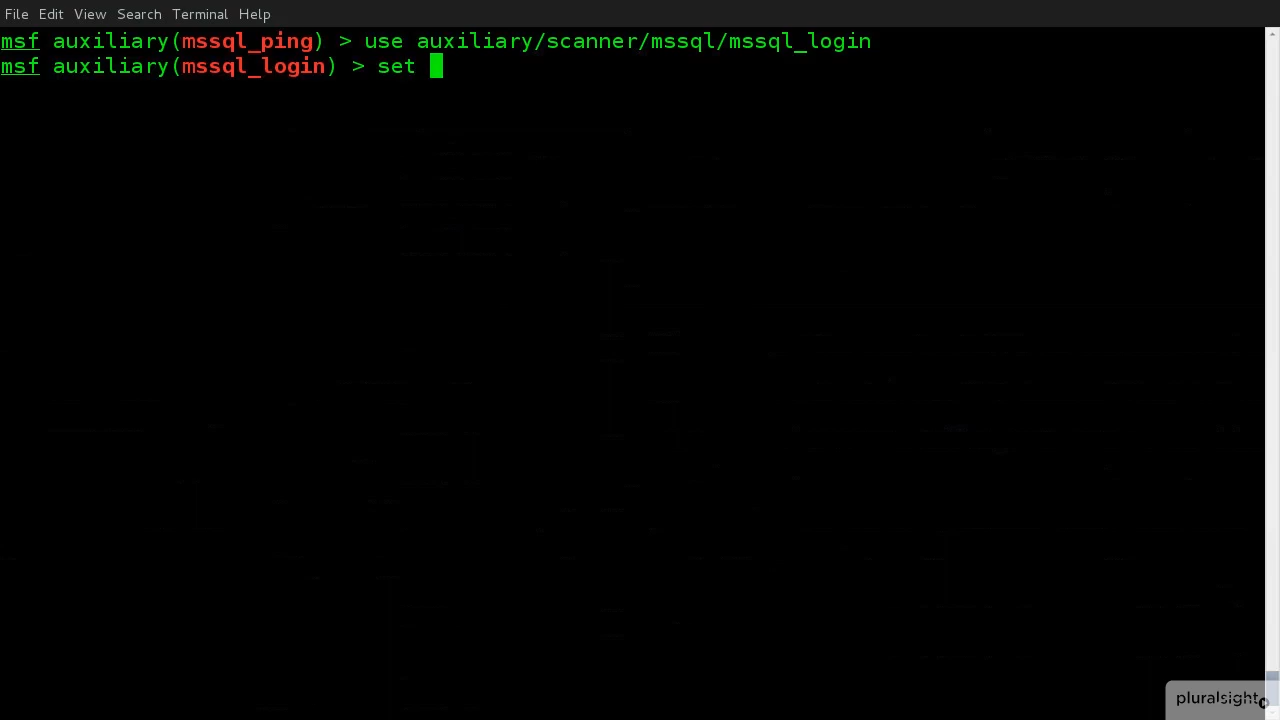 File Edit View Search Terminal Help
msf auxiliary(mssql_ping) > use auxiliary/scanner/mssql/mssql_login
msf auxiliary(mssql_login) > set
pluralsight